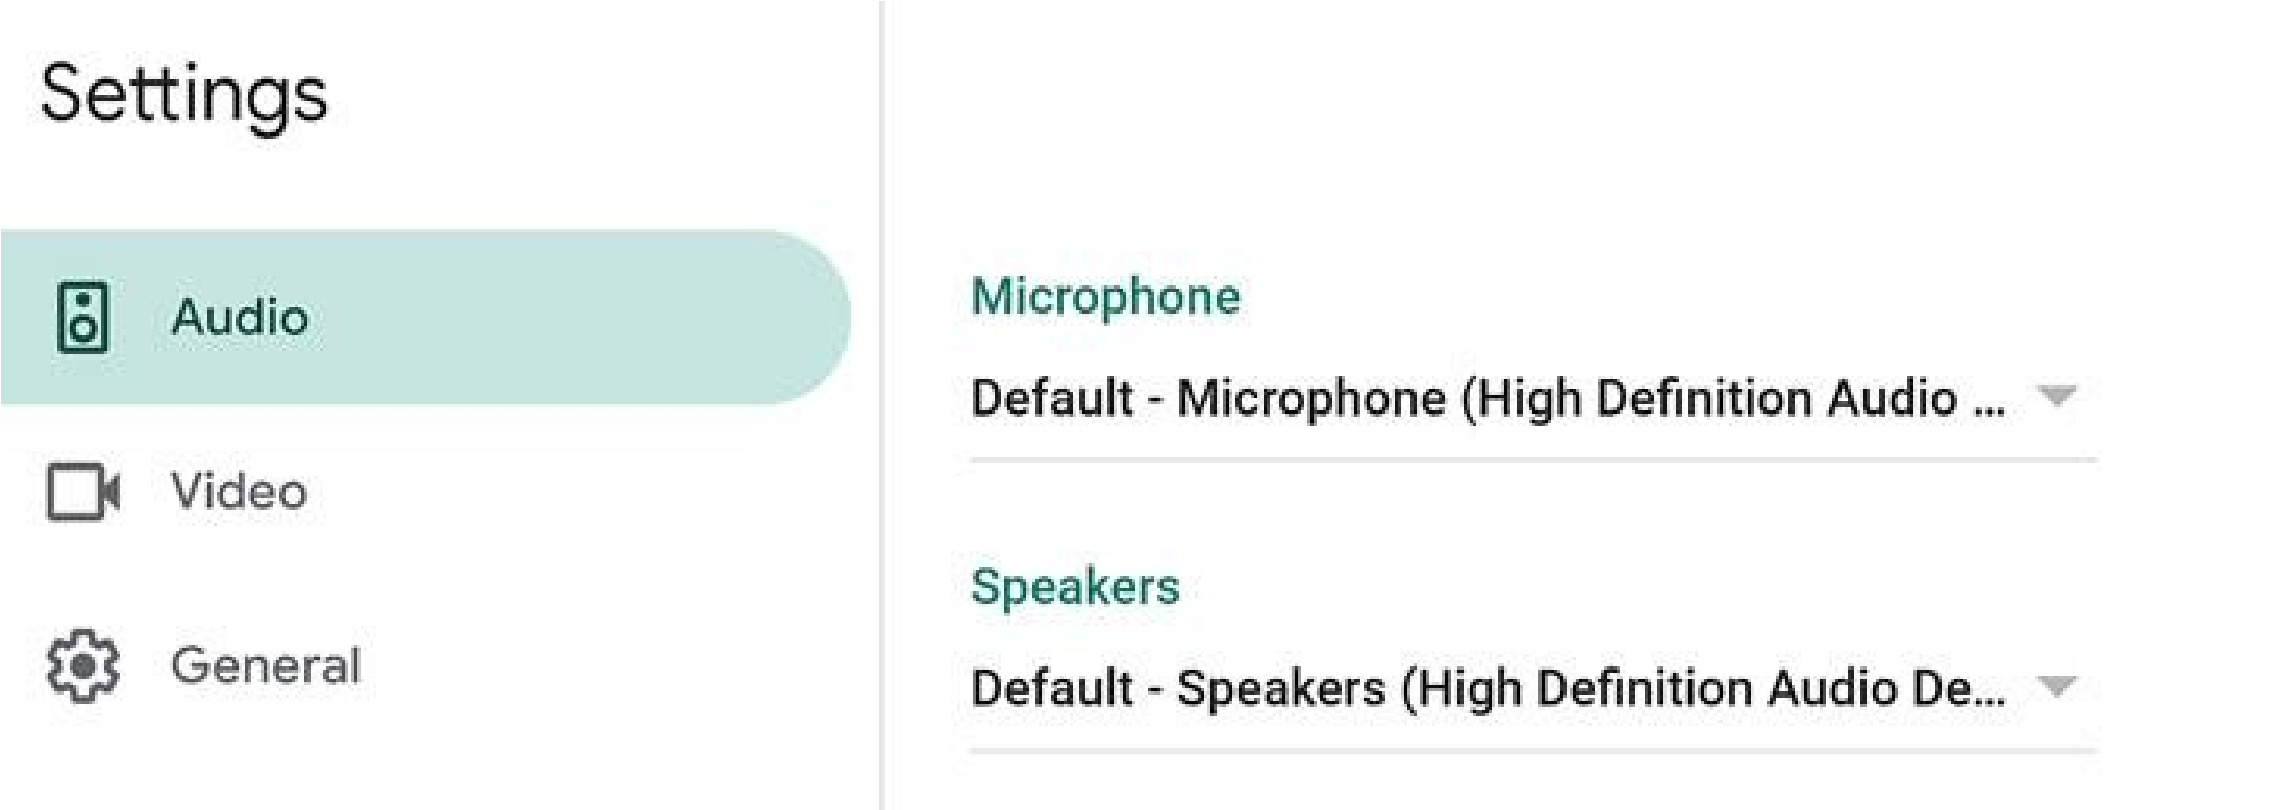 Settings
Audio
Video
General
Microphone
Default - Microphone (High Definition Audio ...
Speakers
Default - Speakers (High Definition Audio De...